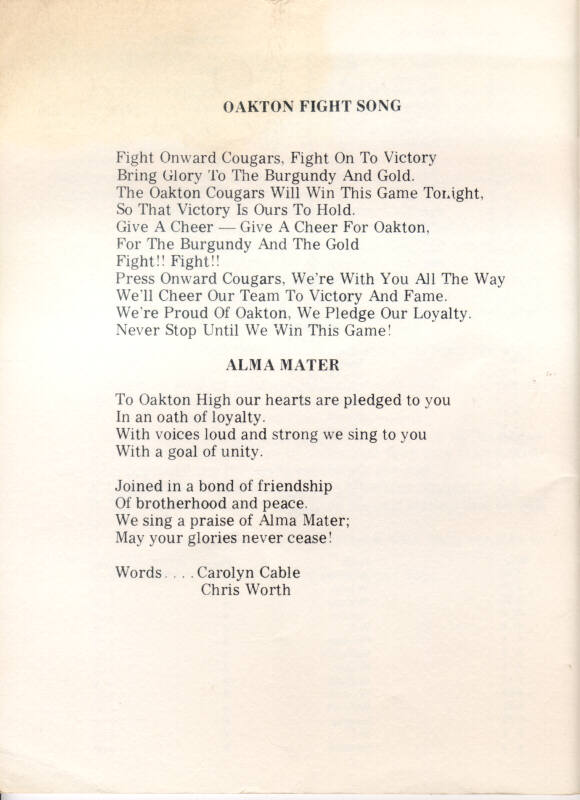 OAKTON FIGHT SONG
Fight Onward Cougars, Fight On To Victory
Bring Glory To The Burgundy And Gold.
The Oakton Cougars Will Win This Game Tonight,
So That Victory Is Ours To Hold.
Give A Cheer — Give A Cheer For Oakton,
For The Burgundy And The Gold
Fight!! Fight!!
Press Onward Cougars, We're With You All The Way
We'll Cheer Our Team To Victory And Fame.
We're Proud Of Oakton, We Pledge Our Loyalty.
Never Stop Until We Win This Game!
ALMA MATER
To Oakton High our hearts are pledged to you
In an oath of loyalty.
With voices loud and strong we sing to you
With a goal of unity.
Joined in a bond of friendship
Of brotherhood and peace.
We sing a praise of Alma Mater;
May your glories never cease!
Words....Carolyn Cable
Chris Worth